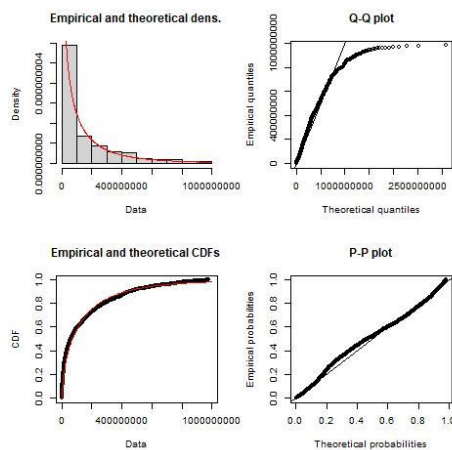 Empirical and theoretical dens.
Density
0.000000000
0.000000004
0 400000000 1000000000
Data
Q-Q plot
Empirical quantiles
0 400000000 1000000000
0 1000000000 2500000000
Theoretical quantiles
Empirical and theoretical CDFs
CDF
0.0 0.2 0.4 0.6 0.8 1.0
0 400000000 1000000000
Data
P-P plot
Empirical probabilities
0.0 0.2 0.4 0.6 0.8 1.0
0.0 0.2 0.4 0.6 0.8 1.0
Theoretical probabilities